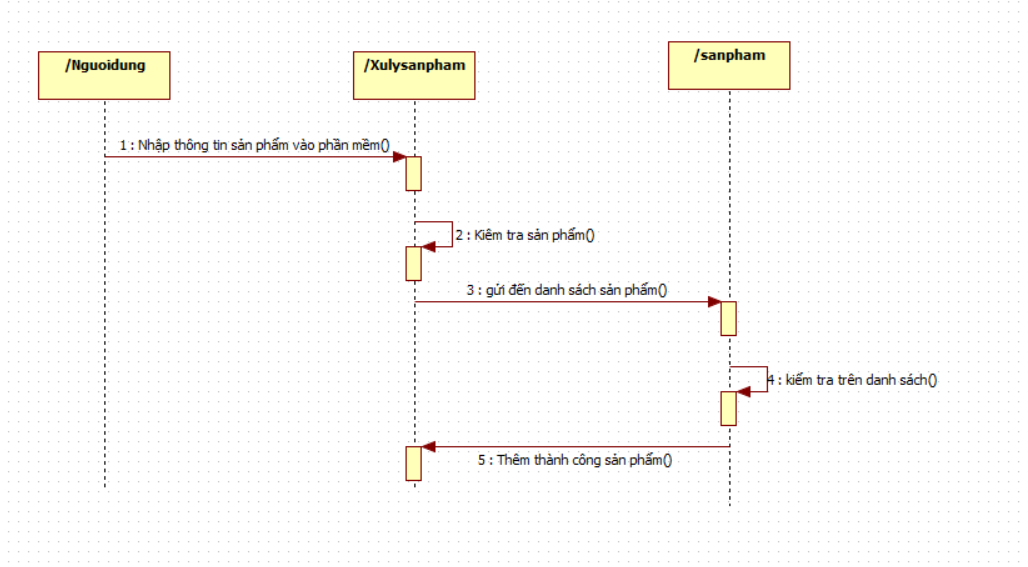 /Nguoidung
/Xulysanpham
/sanpham
1 : Nhập thông tin sản phẩm vào phần mềm()
2 : Kiêm tra sản phẩm()
3 : gửi đến danh sách sản phẩm()
4 : kiểm tra trên danh sách()
5 : Thêm thành công sản phẩm()